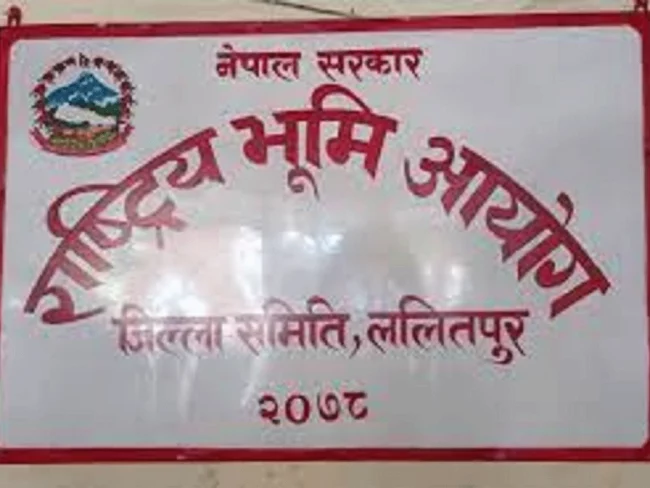 नेपाल सरकार
राष्ट्रिय भूमि आयोग
जिल्ला समिति, ललितपुर
२०७८